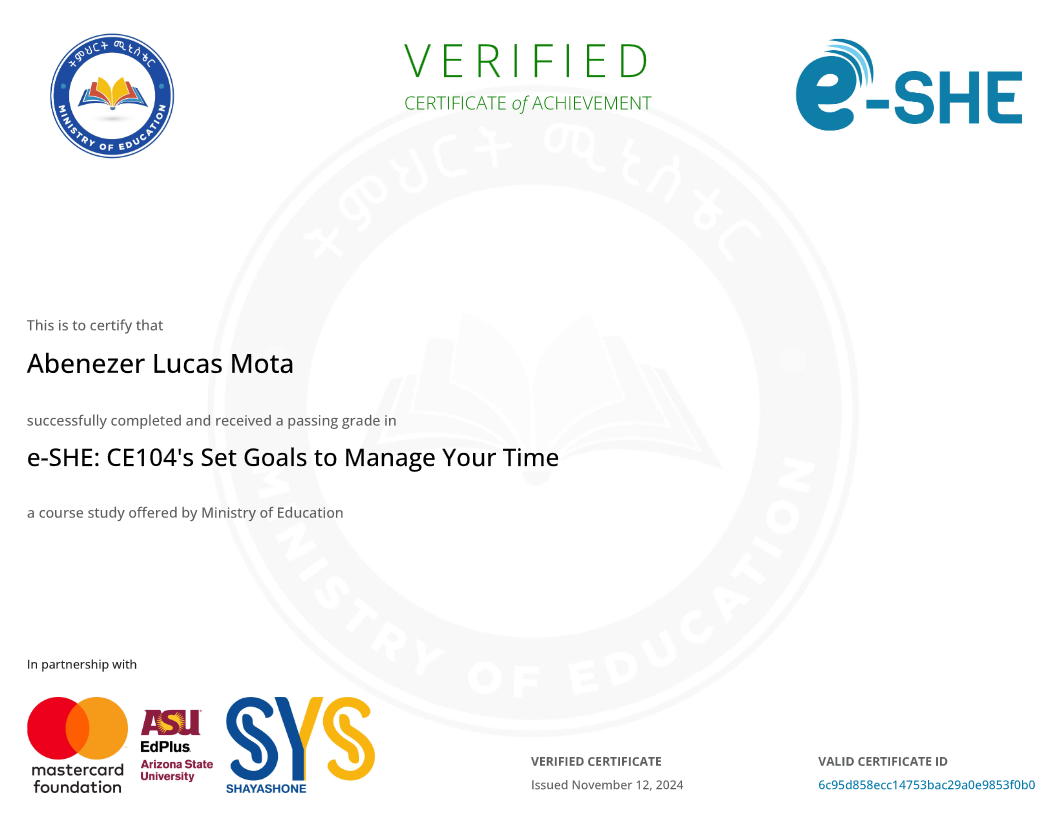 ትምህርት ሚኒስቴር
MINISTRY OF EDUCATION
VERIFIED
CERTIFICATE of ACHIEVEMENT
e-SHE
ትምህርት ሚኒስቴር
MINISTRY OF EDUCATION
This is to certify that
Abenezer Lucas Mota
successfully completed and received a passing grade in
e-SHE: CE104's Set Goals to Manage Your Time
a course study offered by Ministry of Education
In partnership with
mastercard
foundation
ASU
EdPlus
Arizona State
University
SYS
SHAYASHONE
VERIFIED CERTIFICATE
Issued November 12, 2024
VALID CERTIFICATE ID
6c95d858ecc14753bac29a0e9853f0b0